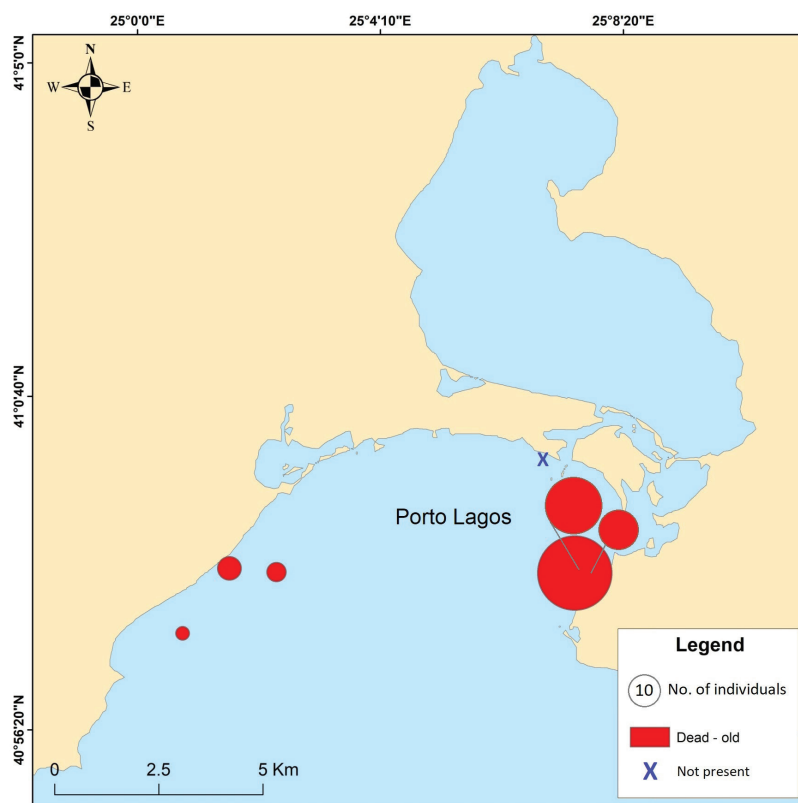 25°0'0"E 25°4'10"E 25°8'20"E
41°5'0"N
N
W E
S
41°0'40"N
X
Porto Lagos
40°56'20"N
Legend
10 No. of individuals
Dead - old
X Not present
0 2.5 5 Km